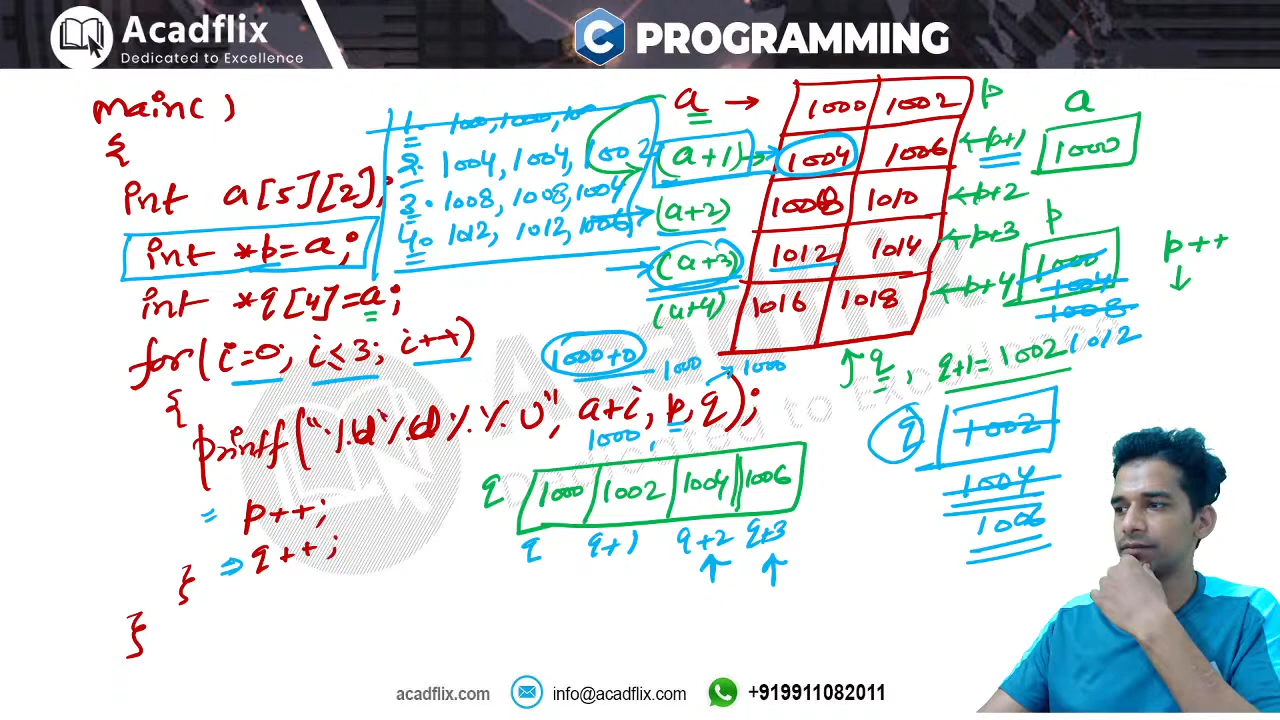 Acadflix
Dedicated to Excellence
C PROGRAMMING
main( )
{
int a[5][2];
int *p=a;
int *q[4]=a;
for(i=0; i≤3; i++)
{
printf("%d %d %% U", a+i, p, q);
p++;
⇒ q++;
}
}
1. 1000, 1000, 10
2. 1004, 1004, 1002
3. 1008, 1008, 1004
4. 1012, 1012, 1006
a → 1000 1002 p
(a+1) → 1004 1006 ← p+1
(a+2) 1008 1010 ← p+2
(a+3) 1012 1014 ← p+3
(a+4) 1016 1018 ← p+4
a
1000
p
1000
1004
1008
1012
p++
↓
↑ q, q+1=1002
1000+0
1000
1000
1000,
q 1000 1002 1004 1006
q q+1 q+2 q+3
q 1002
1004
1006
acadflix.com
info@acadflix.com
+919911082011